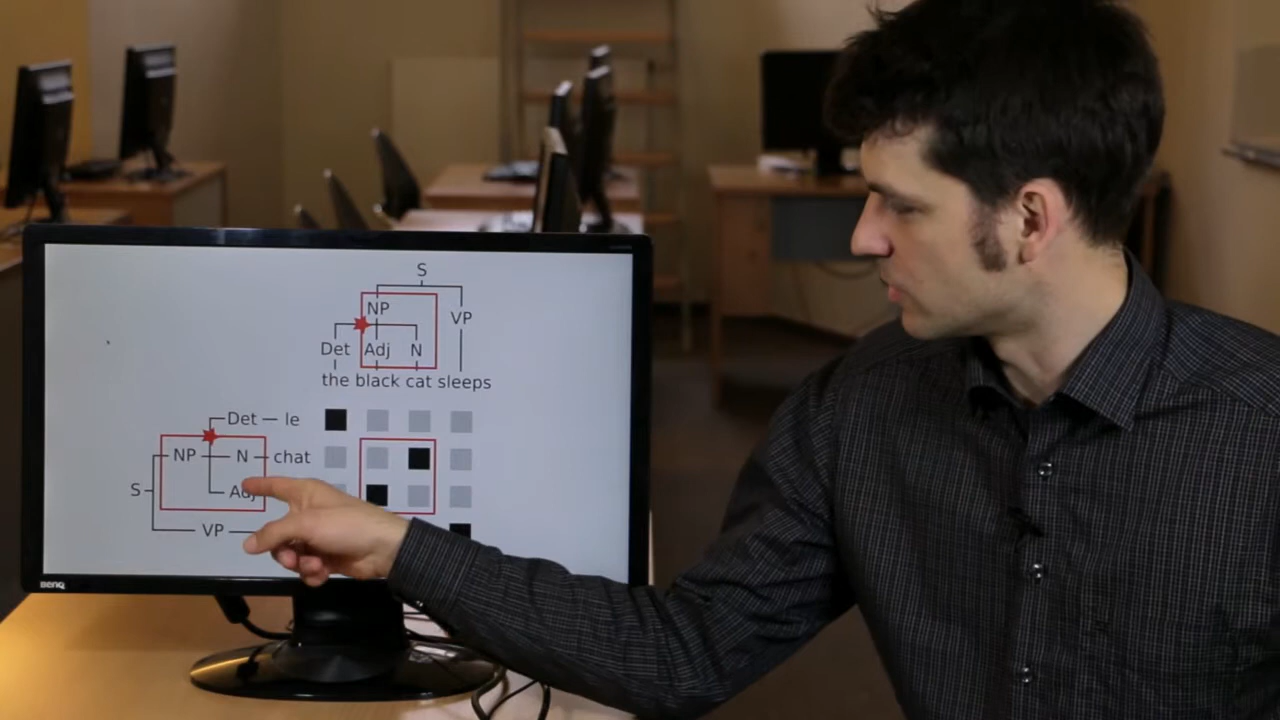 S
NP
VP
Det Adj N
the black cat sleeps
Det le
NP N chat
S Adj
VP
BenQ